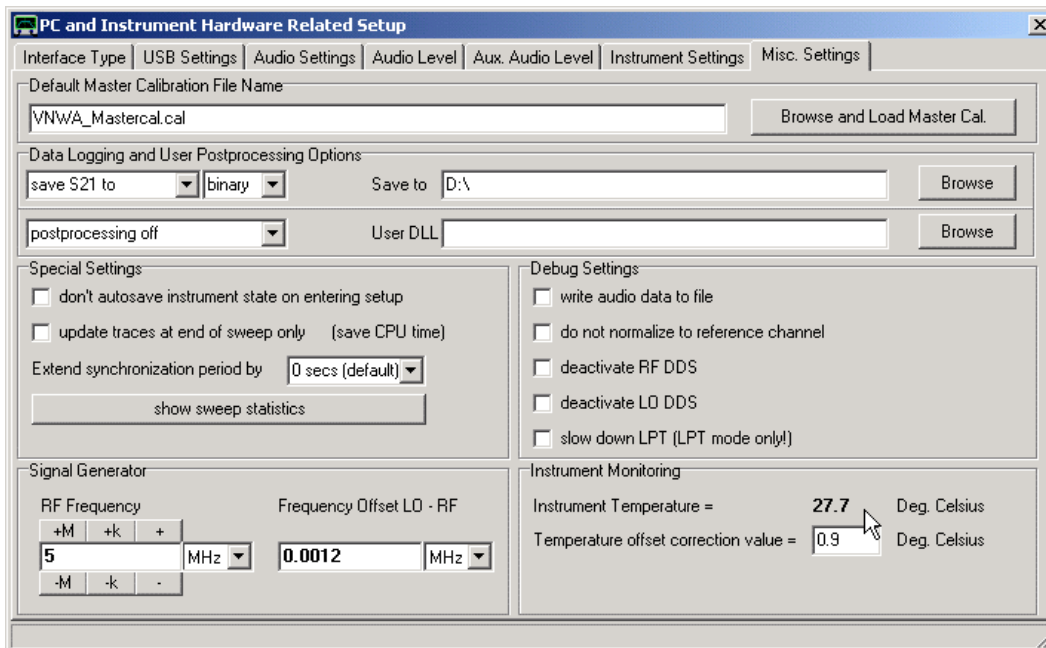 PC and Instrument Hardware Related Setup
Interface Type USB Settings Audio Settings Audio Level Aux. Audio Level Instrument Settings Misc. Settings
Default Master Calibration File Name
VNWA_Mastercal.cal Browse and Load Master Cal.
Data Logging and User Postprocessing Options
save S21 to binary Save to D:\ Browse
postprocessing off User DLL Browse
Special Settings
don't autosave instrument state on entering setup
update traces at end of sweep only (save CPU time)
Extend synchronization period by 0 secs (default)
show sweep statistics
Debug Settings
write audio data to file
do not normalize to reference channel
deactivate RF DDS
deactivate LO DDS
slow down LPT (LPT mode only!)
Signal Generator
RF Frequency Frequency Offset LO - RF
+M +k +
5 MHz 0.0012 MHz
-M -k -
Instrument Monitoring
Instrument Temperature = 27.7 Deg. Celsius
Temperature offset correction value = 0.9 Deg. Celsius